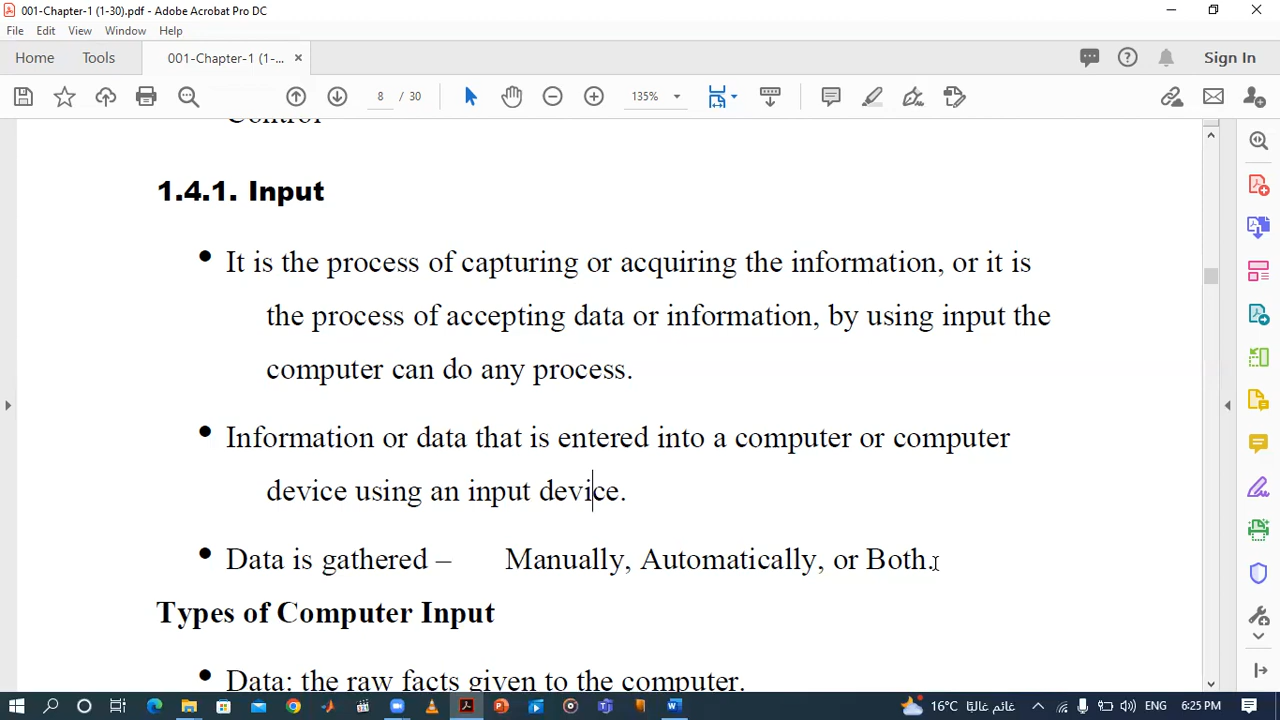 001-Chapter-1 (1-30).pdf - Adobe Acrobat Pro DC
File Edit View Window Help
Home Tools 001-Chapter-1 (1-... × Sign In
8 / 30 135%
Control
1.4.1. Input
• It is the process of capturing or acquiring the information, or it is
the process of accepting data or information, by using input the
computer can do any process.
• Information or data that is entered into a computer or computer
device using an input device.
• Data is gathered – Manually, Automatically, or Both.
Types of Computer Input
• Data: the raw facts given to the computer.
16°C غائم غالبًا 6:25 PM